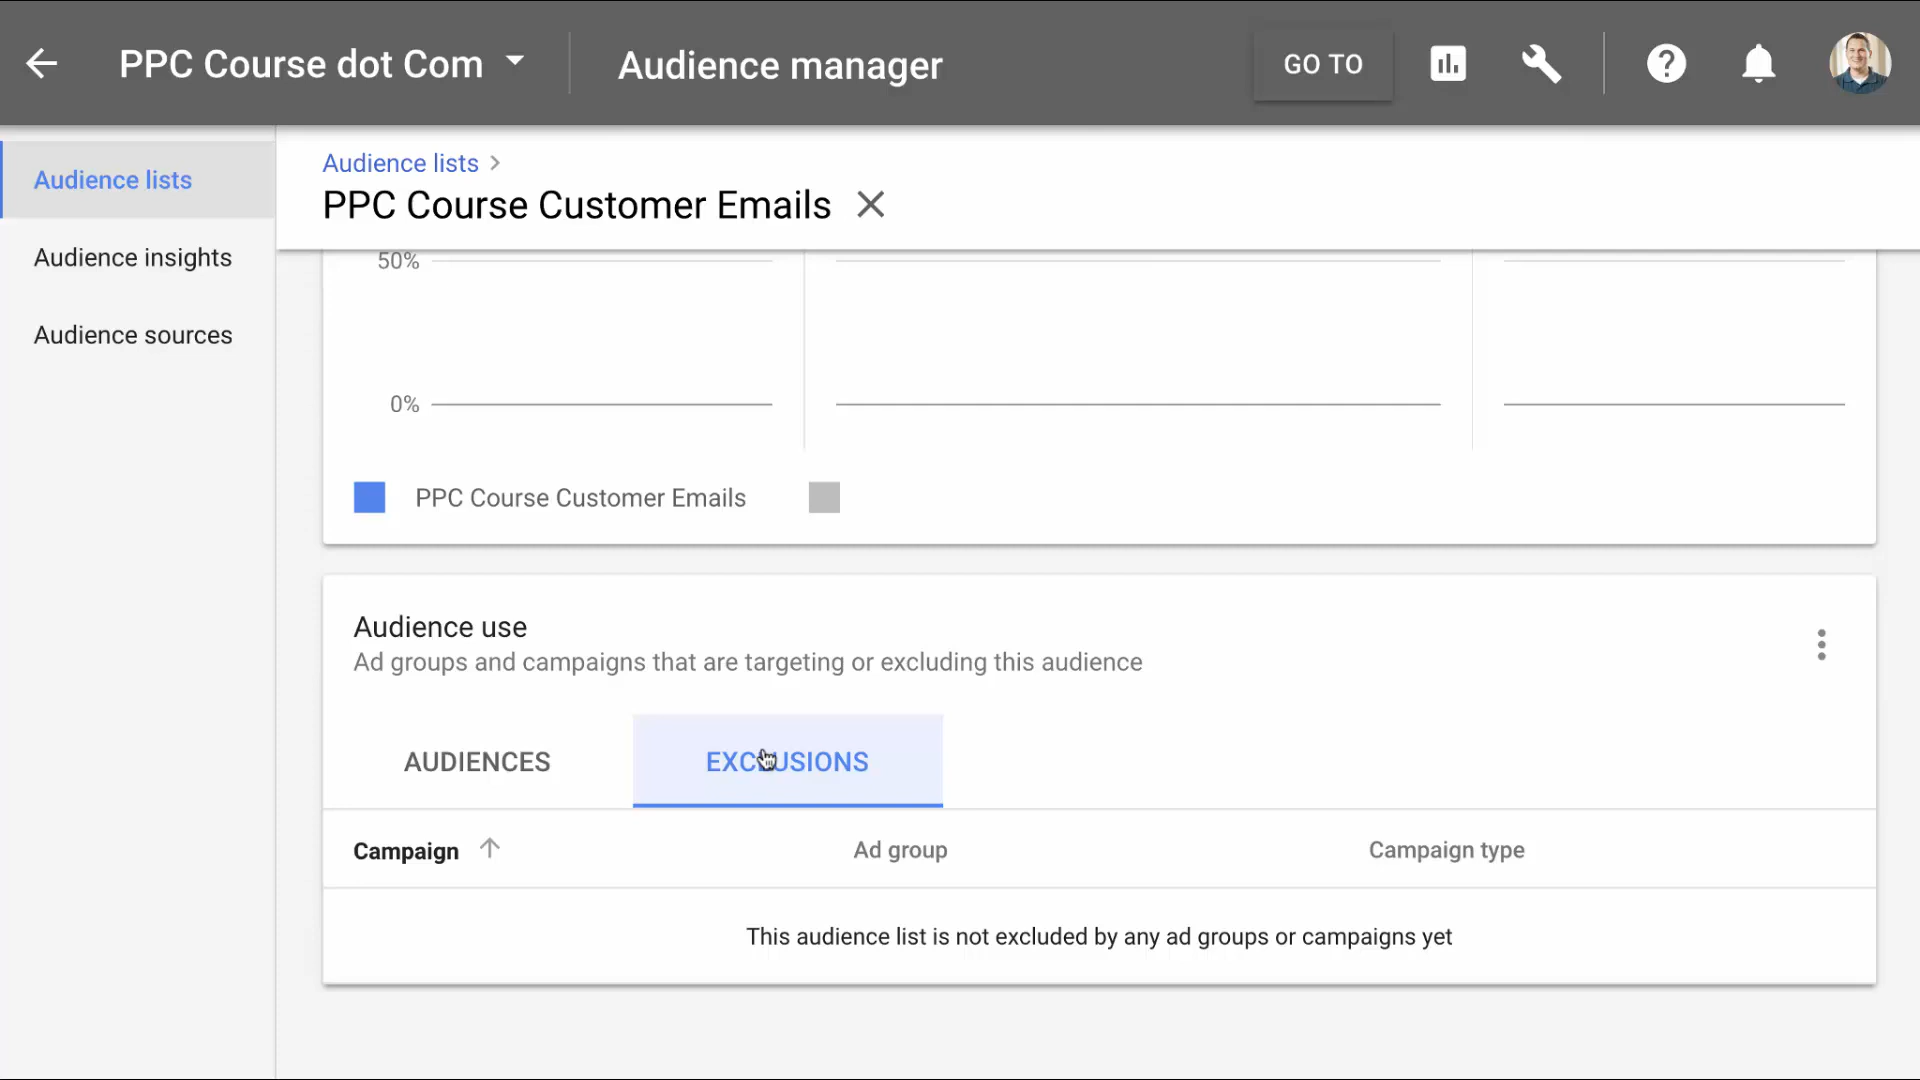 PPC Course dot Com
Audience manager
GO TO
Audience lists
Audience insights
Audience sources
Audience lists
PPC Course Customer Emails
50%
0%
PPC Course Customer Emails
Audience use
Ad groups and campaigns that are targeting or excluding this audience
AUDIENCES
EXCLUSIONS
Campaign
Ad group
Campaign type
This audience list is not excluded by any ad groups or campaigns yet